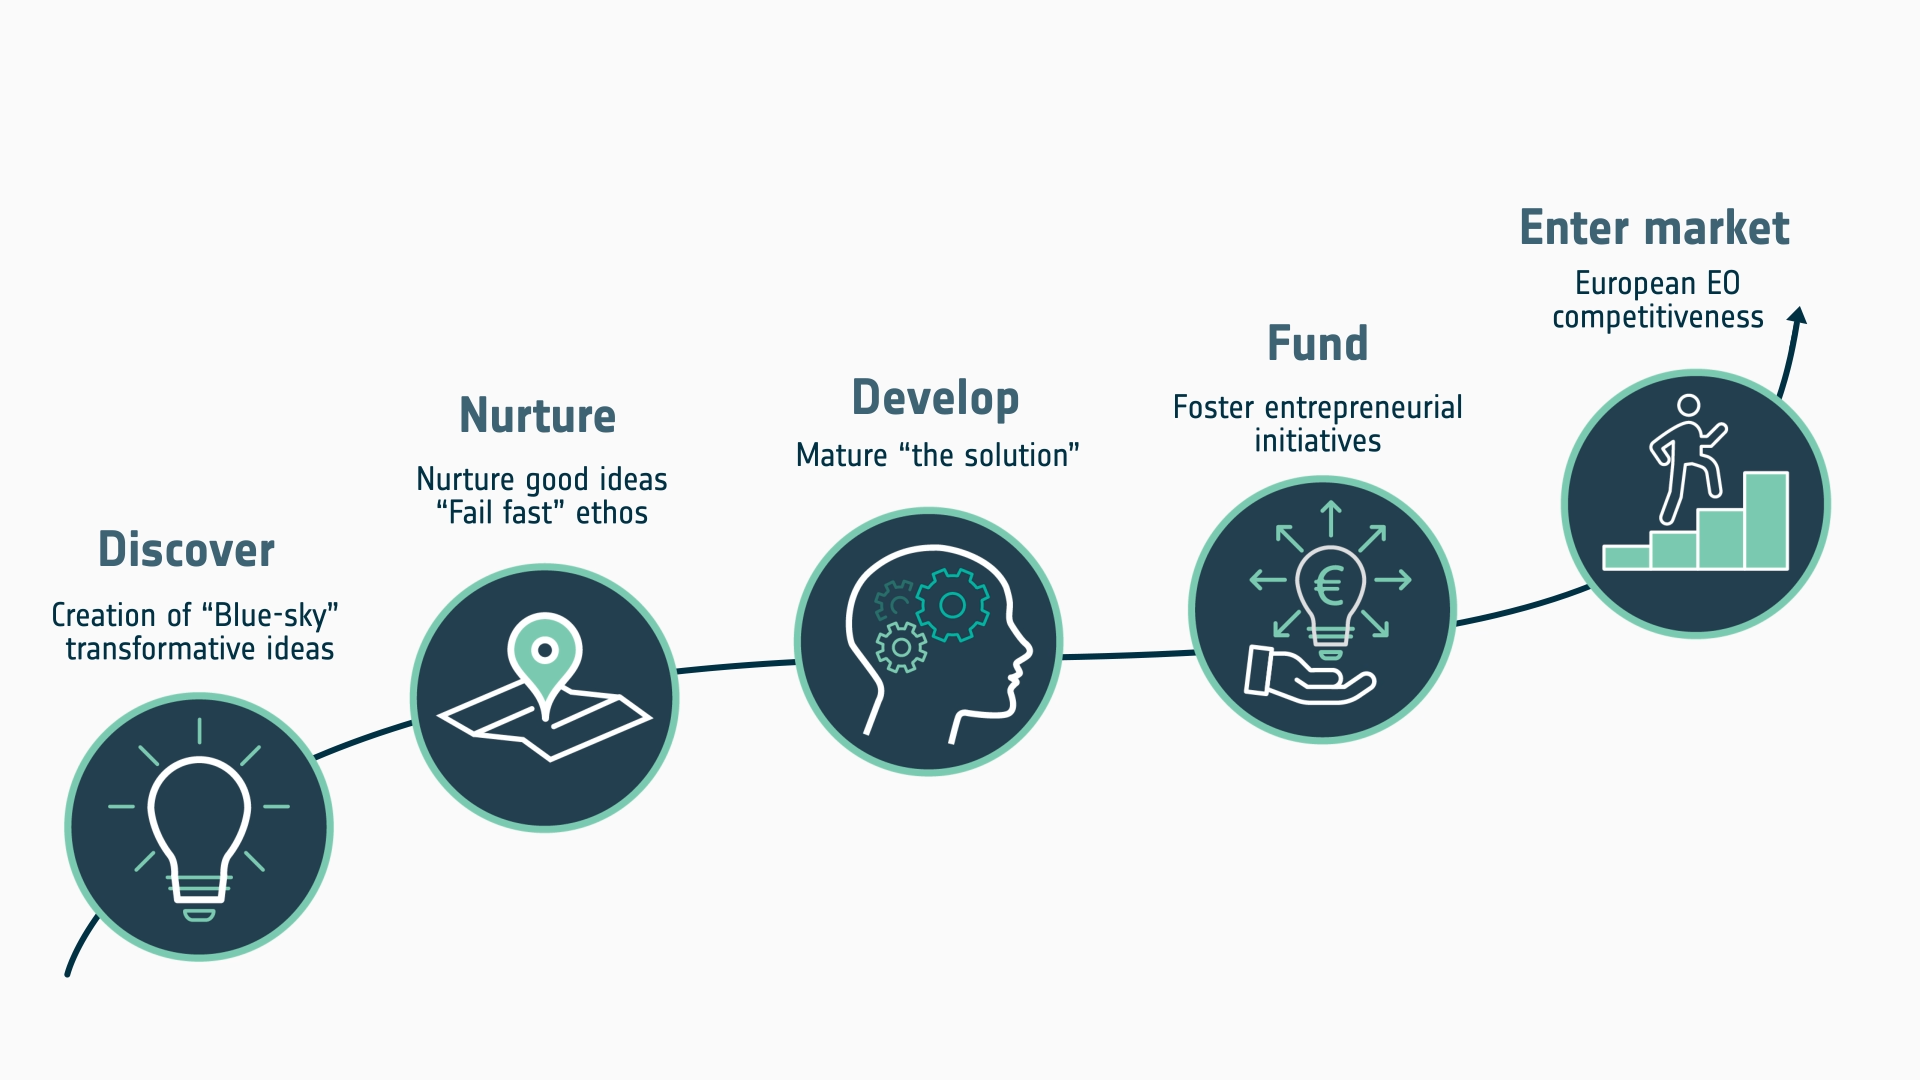 Discover
Creation of “Blue-sky”
transformative ideas
Nurture
Nurture good ideas
“Fail fast” ethos
Develop
Mature “the solution”
Fund
Foster entrepreneurial
initiatives
€
Enter market
European EO
competitiveness